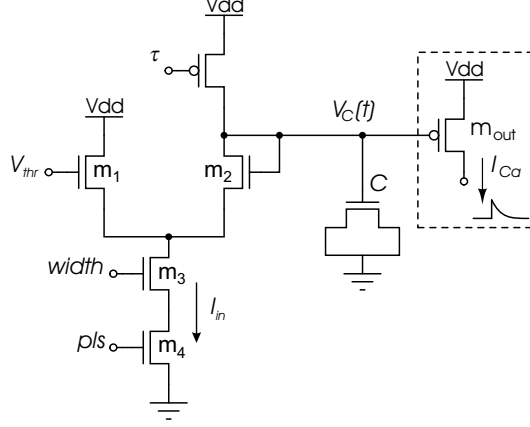 Vdd
τ
Vdd
Vdd
V_C(t)
m_out
V_thr
m_1
m_2
C
I_Ca
width
m_3
I_in
pls
m_4